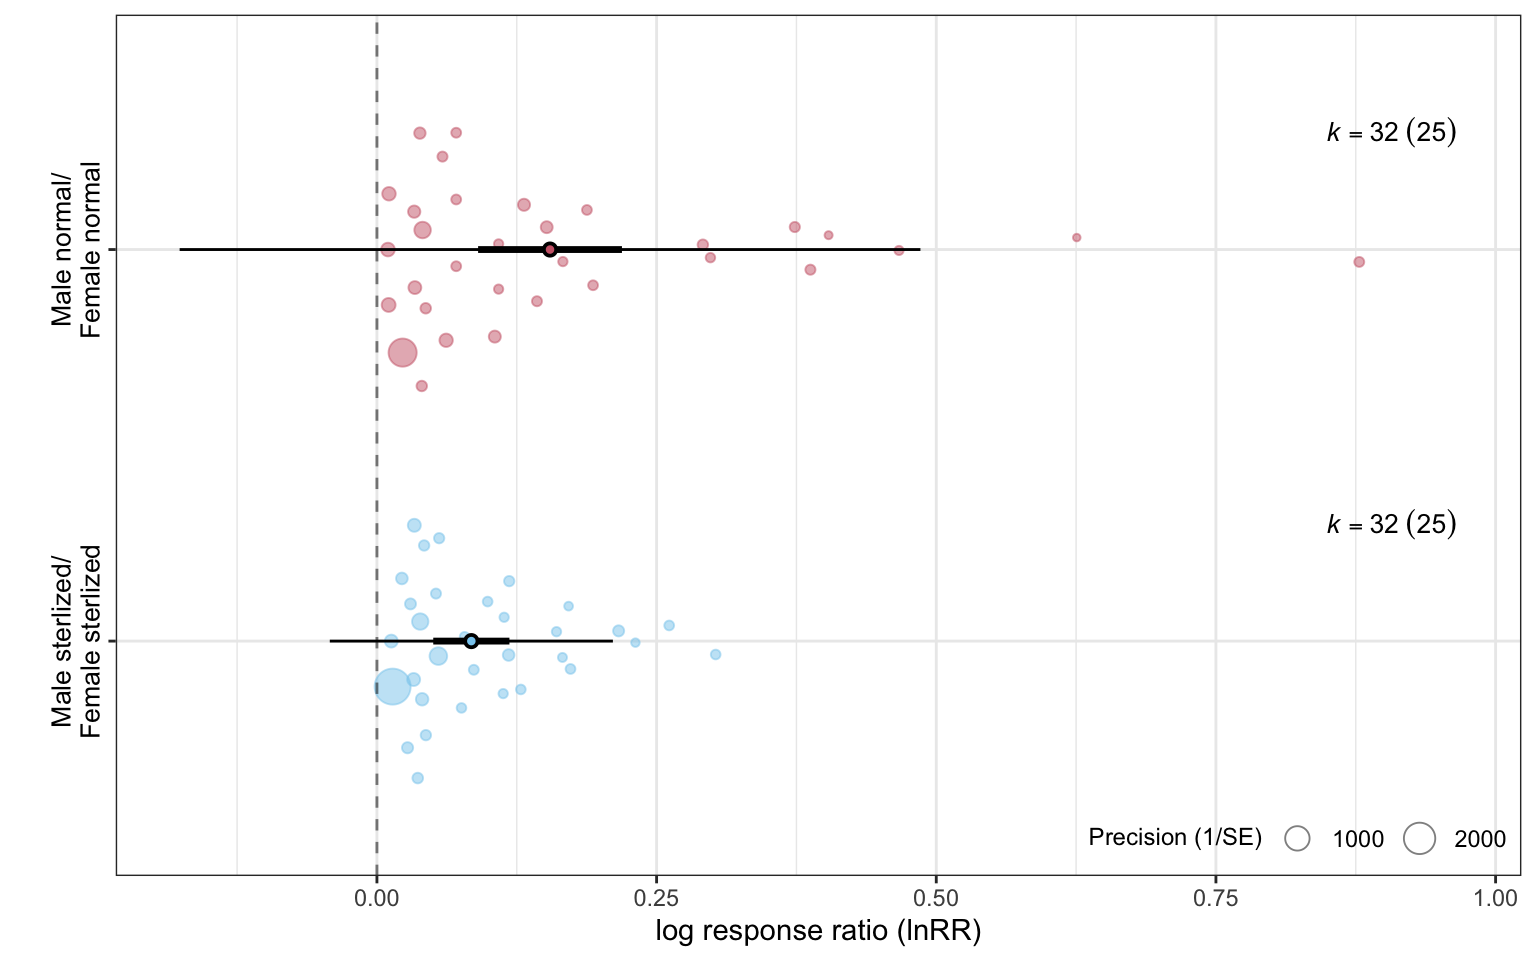 Male normal/
Female normal
k = 32 (25)
Male sterlized/
Female sterlized
k = 32 (25)
Precision (1/SE) 1000 2000
0.00 0.25 0.50 0.75 1.00
log response ratio (lnRR)